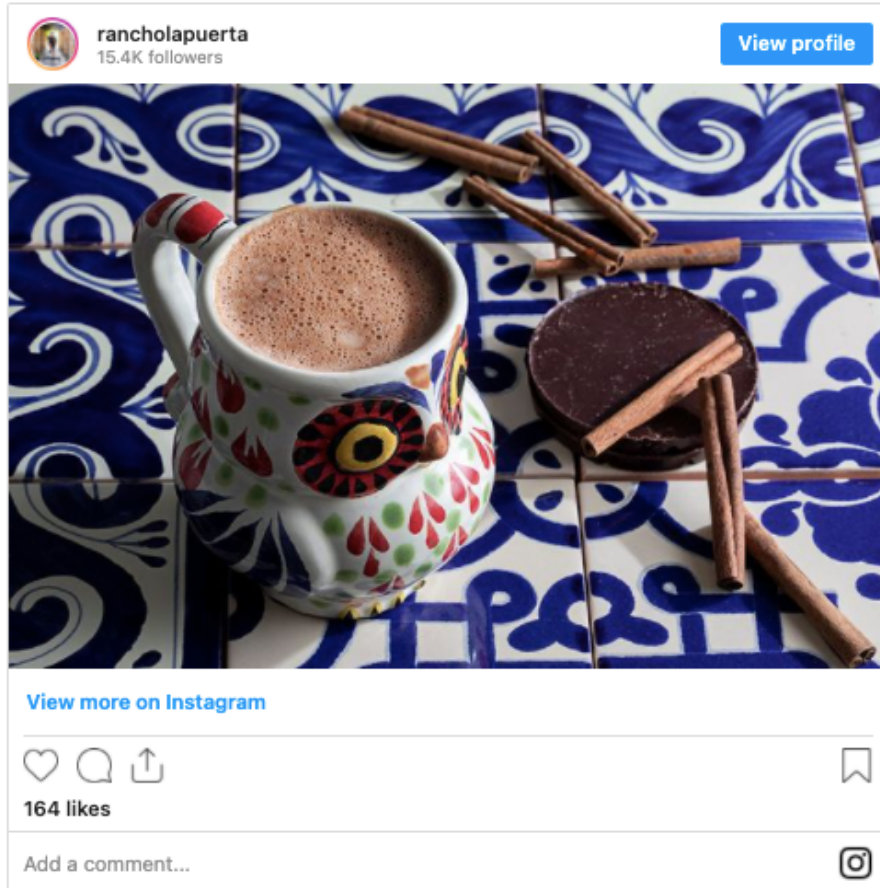 rancholapuerta
15.4K followers
View profile
View more on Instagram
164 likes
Add a comment...